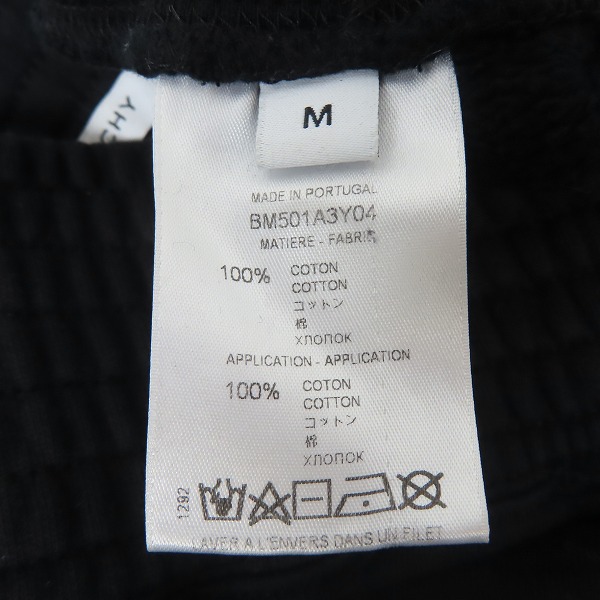 CHY
M
MADE IN PORTUGAL
BM501A3Y04
MATIERE - FABRIC
100% COTON
COTTON
コットン
棉
ХЛОПОК
APPLICATION - APPLICATION
100% COTON
COTTON
コットン
棉
ХЛОПОК
1292
LAVER A L'ENVERS DANS UN FILET